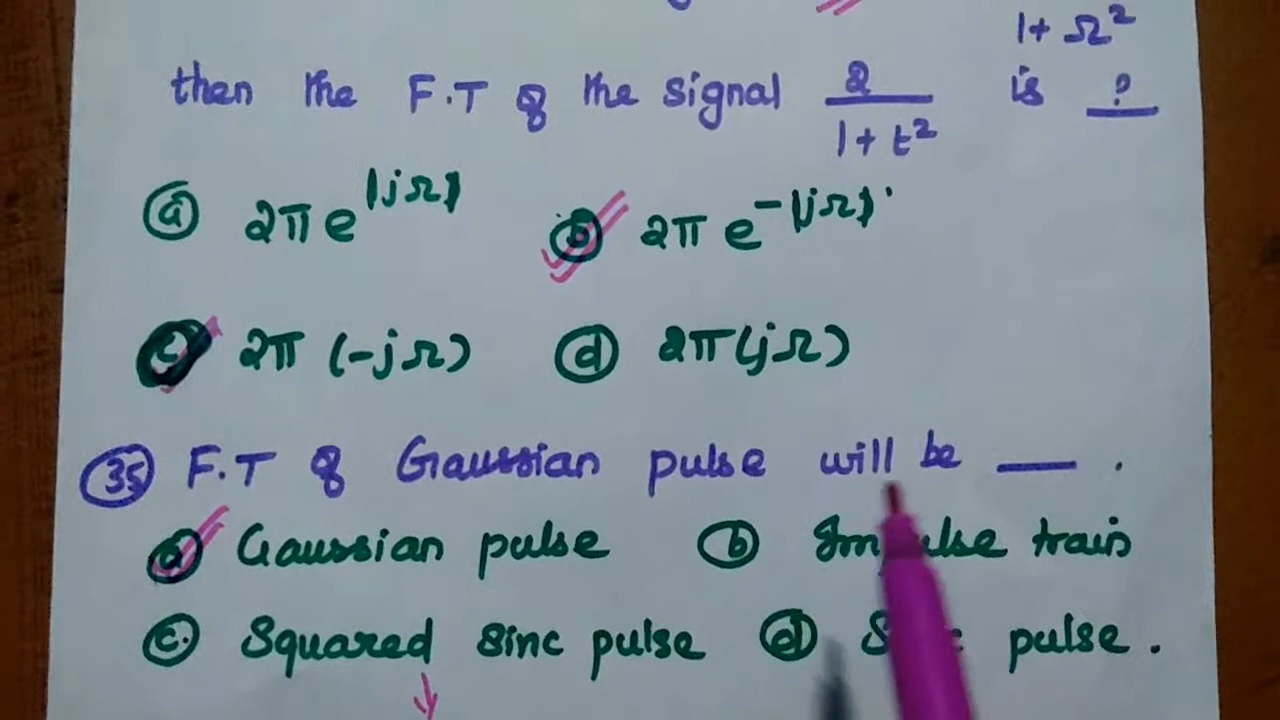 1 + Ω²
then the F.T of the signal 2 / 1 + t² is ?
(a) 2π e^|jΩ| (b) 2π e^-|jΩ|
(c) 2π (-jΩ) (d) 2π(jΩ)
(35) F.T of Gaussian pulse will be — .
(a) Gaussian pulse (b) Impulse train
(c) Squared Sinc pulse (d) pulse .